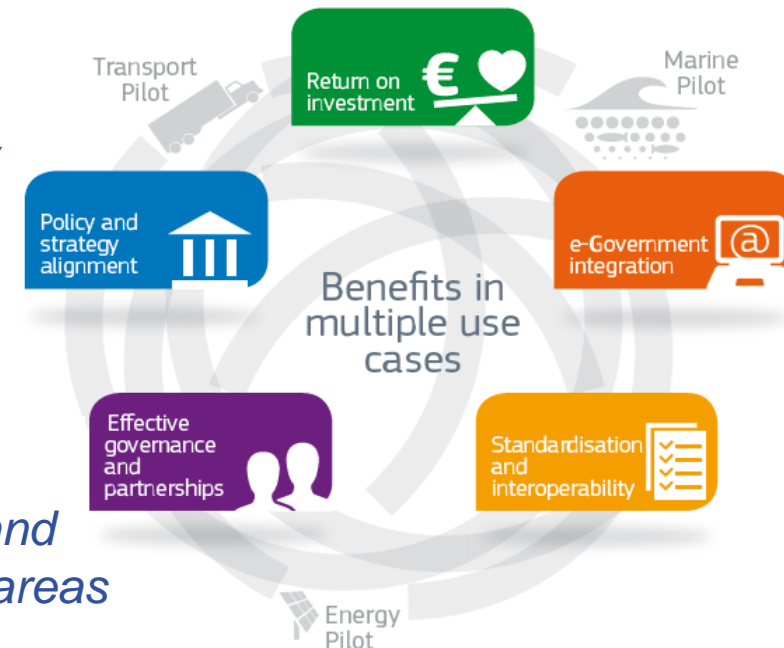 Transport
Pilot
Return on
investment
€
Marine
Pilot
Policy and
strategy
alignment
e-Government
integration
@
Benefits in
multiple use
cases
Effective
governance
and
partnerships
Standardisation
and
interoperability
and
areas
Energy
Pilot